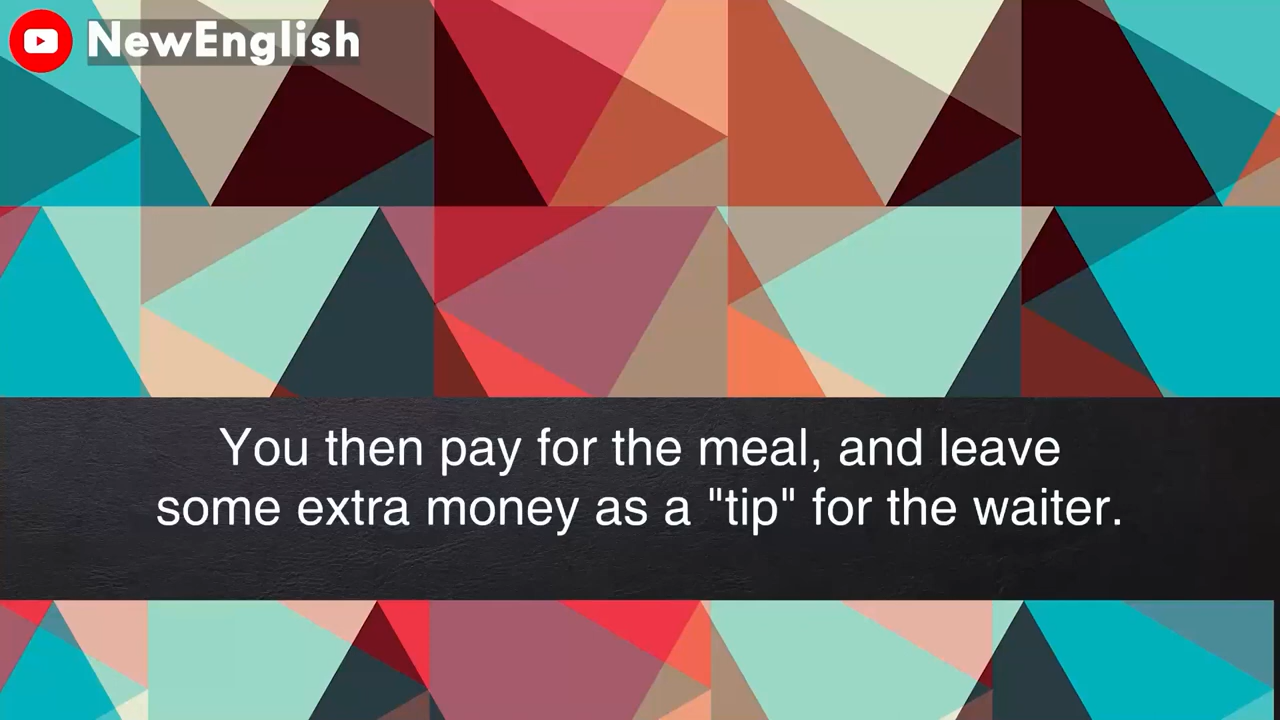 NewEnglish
You then pay for the meal, and leave
some extra money as a "tip" for the waiter.